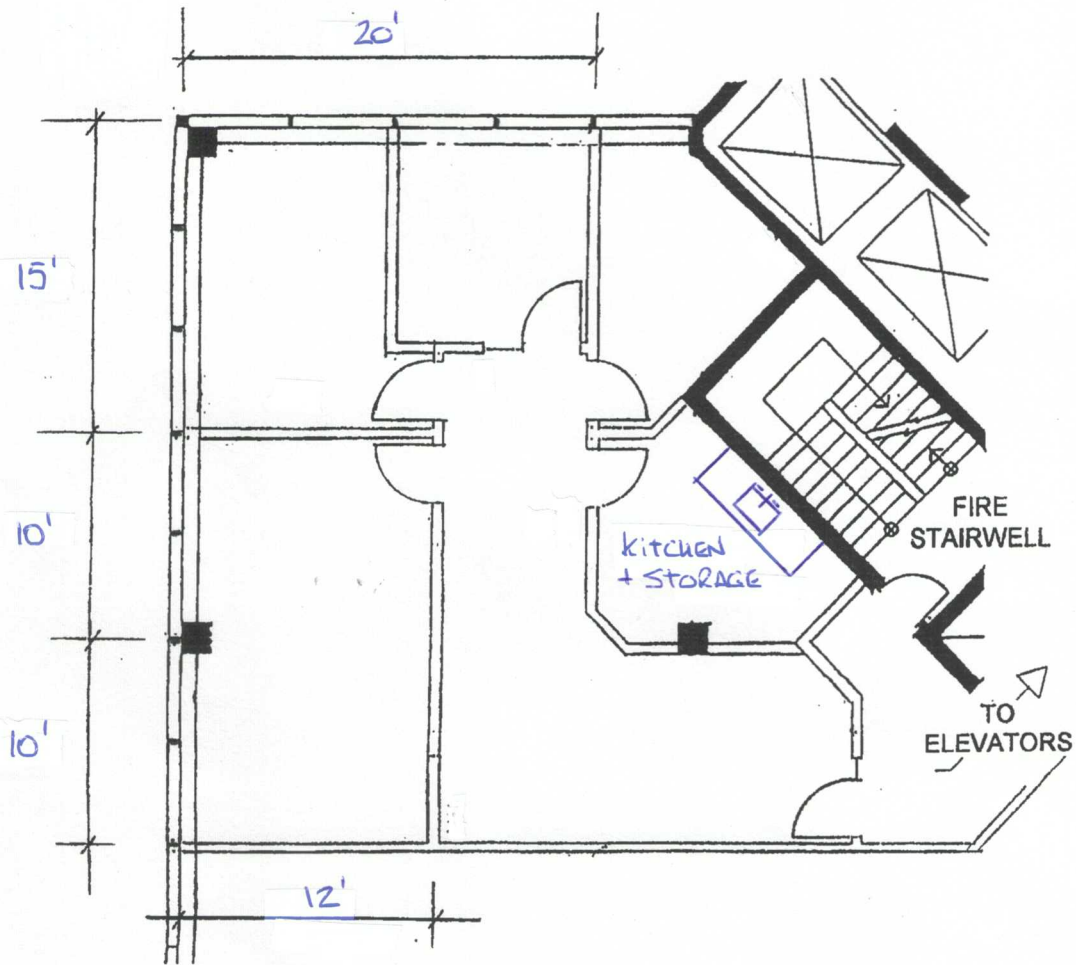 20'
15'
KITCHEN
+ STORAGE
FIRE
STAIRWELL
10'
10'
TO
ELEVATORS
12'